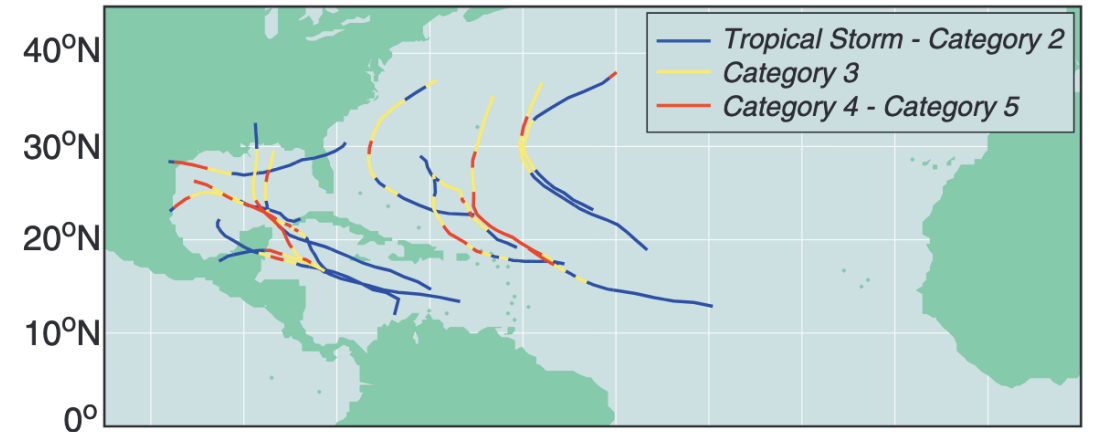 40°N
30°N
20°N
10°N
0°
Tropical Storm - Category 2
Category 3
Category 4 - Category 5